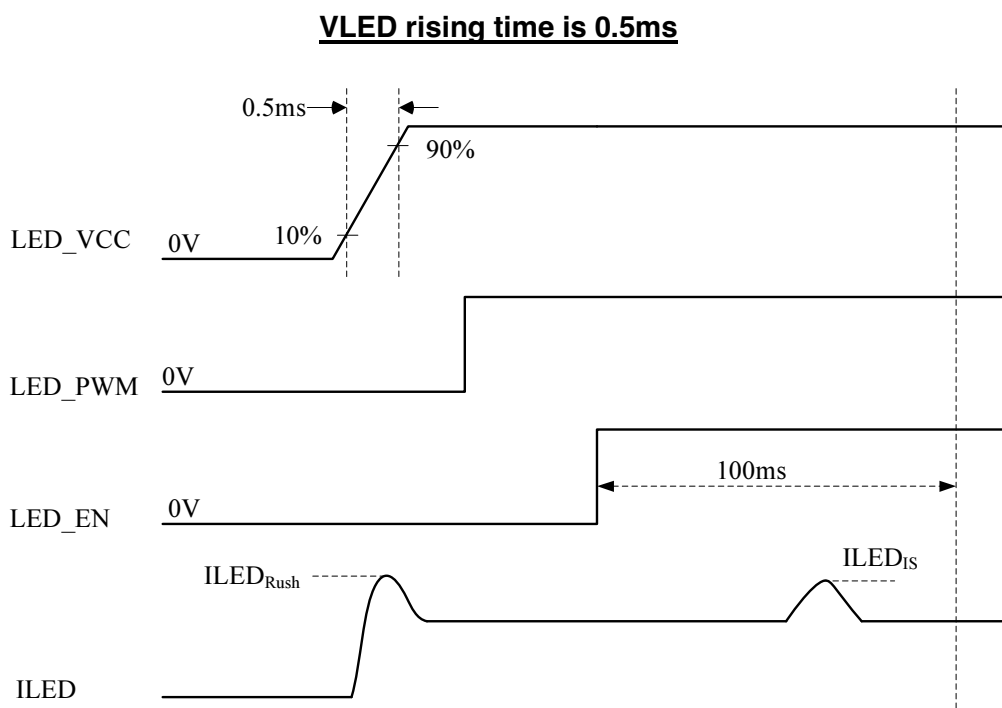 VLED rising time is 0.5ms
0.5ms
90%
10%
LED_VCC
0V
0V
LED_PWM
100ms
0V
LED_EN
ILEDRush
ILEDIS
ILED